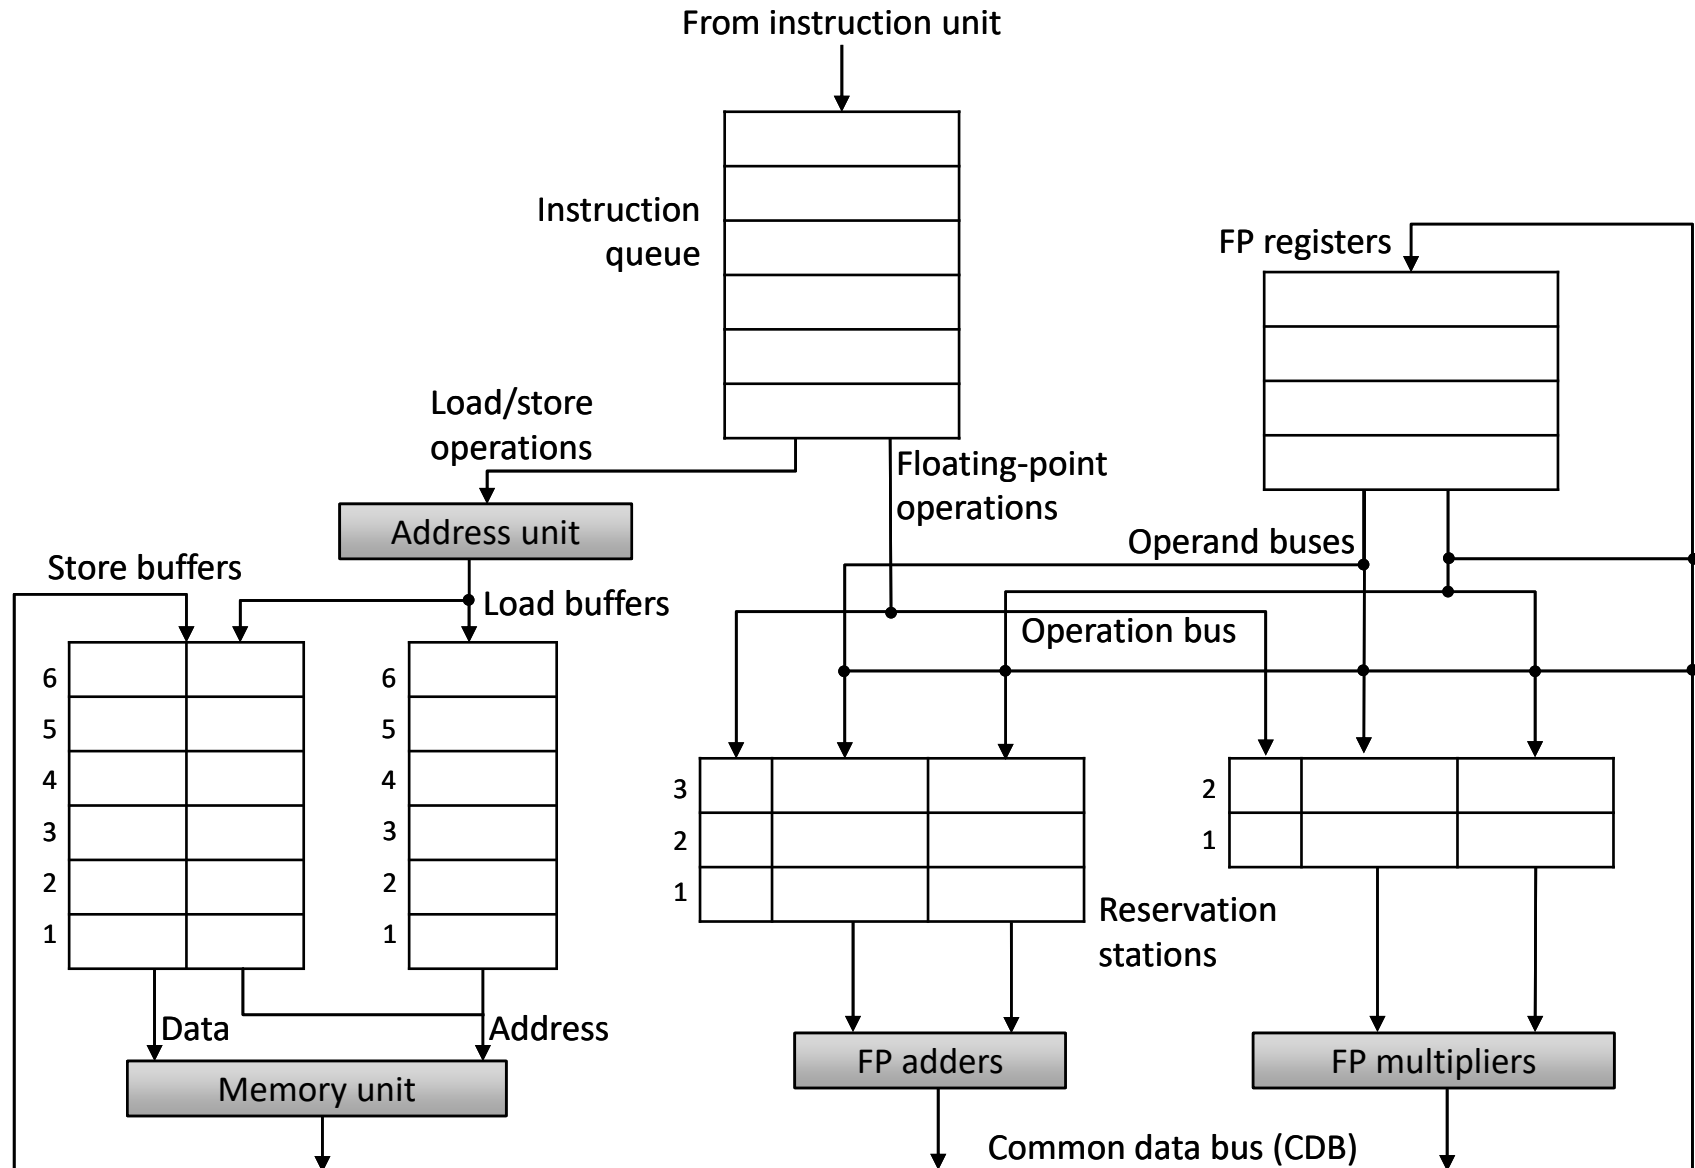 From instruction unit
Instruction
queue
FP registers
Load/store
operations
Floating-point
operations
Address unit
Operand buses
Store buffers
Load buffers
Operation bus
6
5
4
3
2
1
6
5
4
3
2
1
3
2
1
2
1
Reservation
stations
Data
Address
FP adders
FP multipliers
Memory unit
Common data bus (CDB)